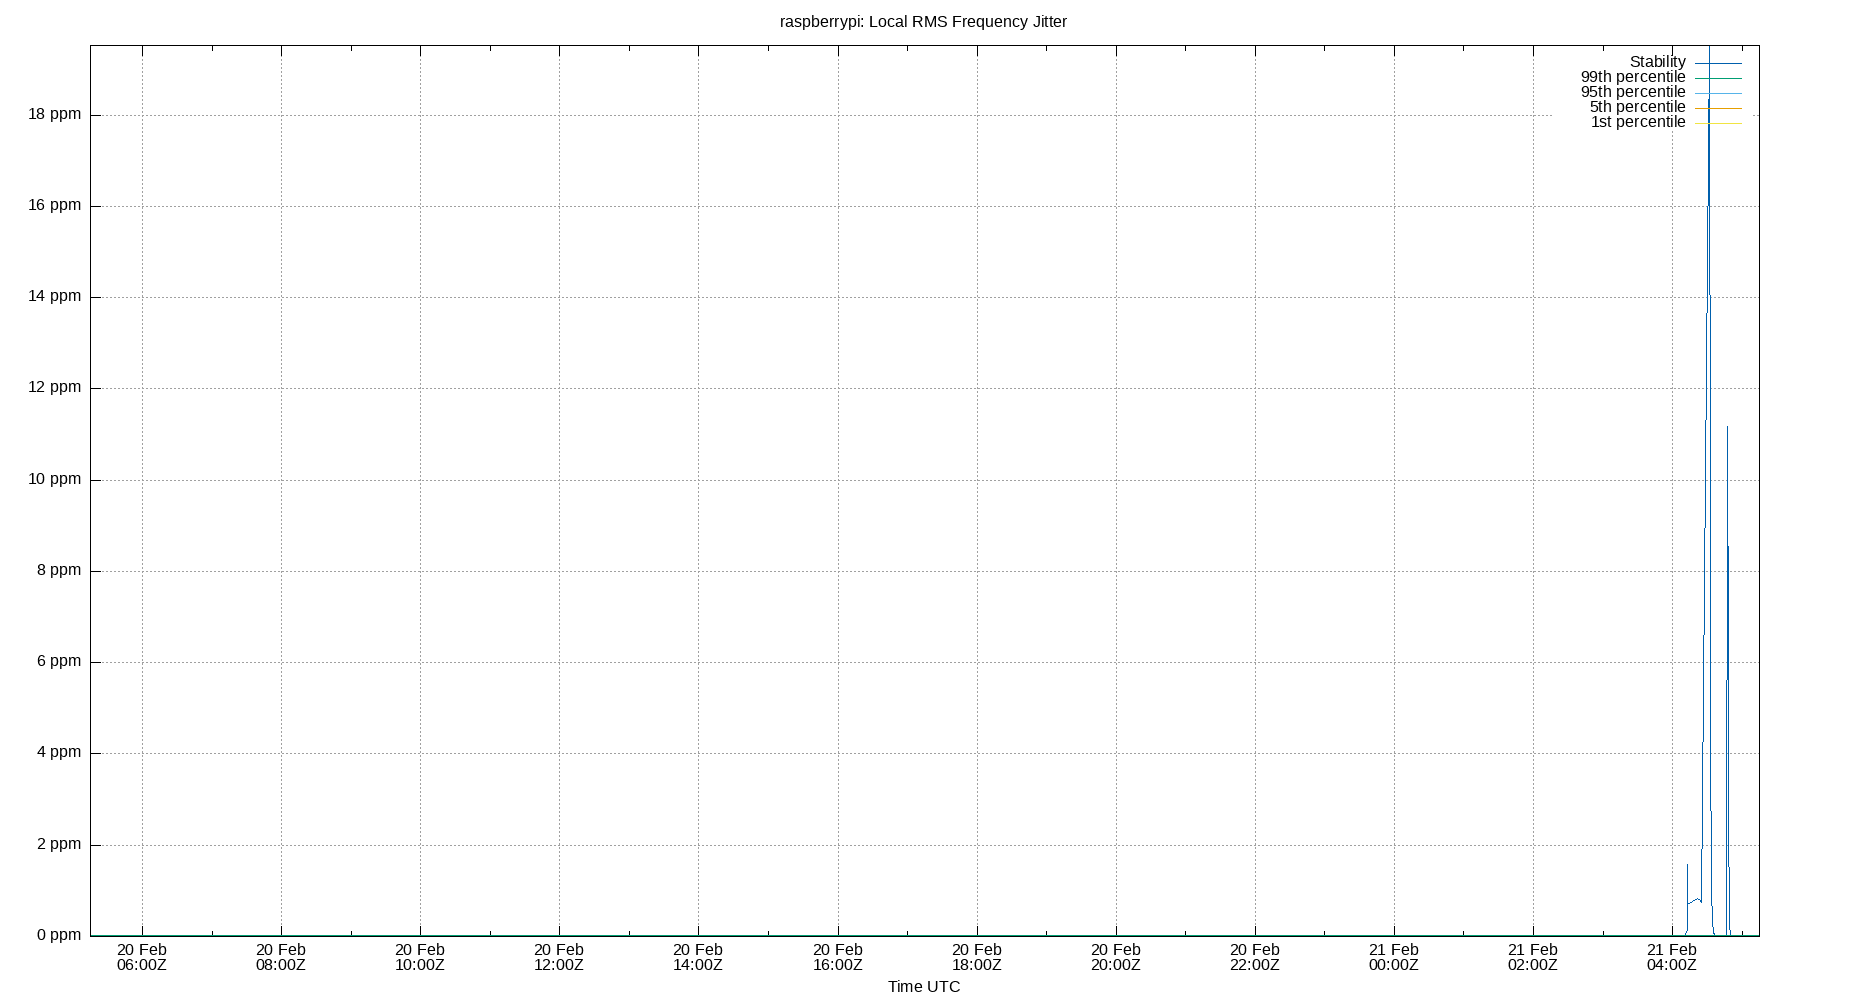 raspberrypi: Local RMS Frequency Jitter
Stability
99th percentile
95th percentile
5th percentile
1st percentile
18 ppm
16 ppm
14 ppm
12 ppm
10 ppm
8 ppm
6 ppm
4 ppm
2 ppm
0 ppm
20 Feb 20 Feb 20 Feb 20 Feb 20 Feb 20 Feb 20 Feb 20 Feb 20 Feb 21 Feb 21 Feb 21 Feb
06:00Z 08:00Z 10:00Z 12:00Z 14:00Z 16:00Z 18:00Z 20:00Z 22:00Z 00:00Z 02:00Z 04:00Z
Time UTC